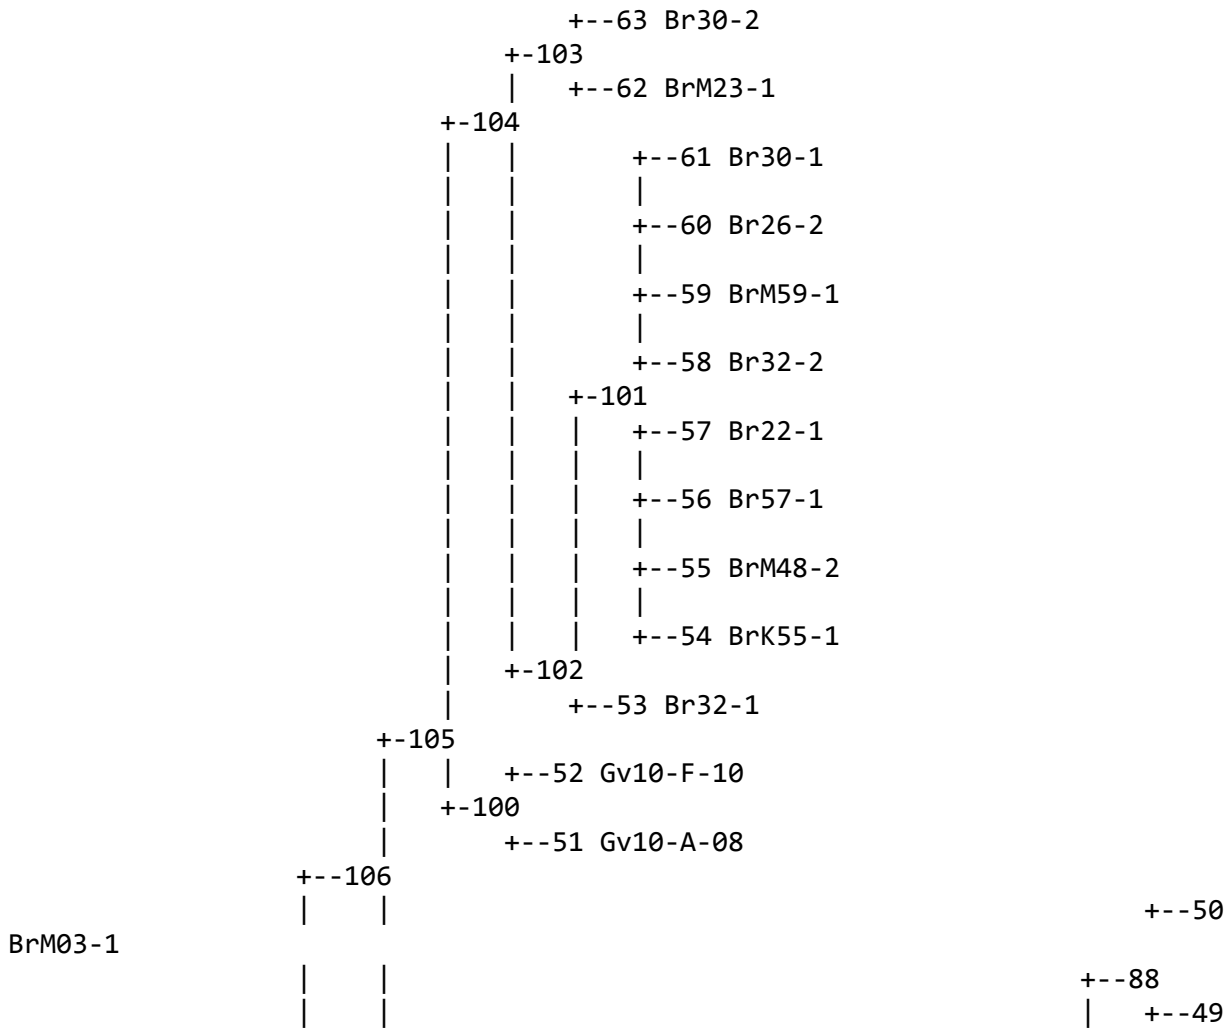 +--63 Br30-2
                               +-103
                               |   +--62 BrM23-1
                           +-104
                           |   |       +--61 Br30-1
                           |   |       |
                           |   |       +--60 Br26-2
                           |   |       |
                           |   |       +--59 BrM59-1
                           |   |       |
                           |   |       +--58 Br32-2
                           |   |   +-101
                           |   |   |   +--57 Br22-1
                           |   |   |   |
                           |   |   |   +--56 Br57-1
                           |   |   |   |
                           |   |   |   +--55 BrM48-2
                           |   |   |   |
                           |   |   |   +--54 BrK55-1
                           |   +-102
                           |       +--53 Br32-1
                       +-105
                       |   |   +--52 Gv10-F-10
                       |   +-100
                       |       +--51 Gv10-A-08
                  +--106
                  |    |                                               +--50
BrM03-1
                  |    |                                           +--88
                  |    |                                           |   +--49